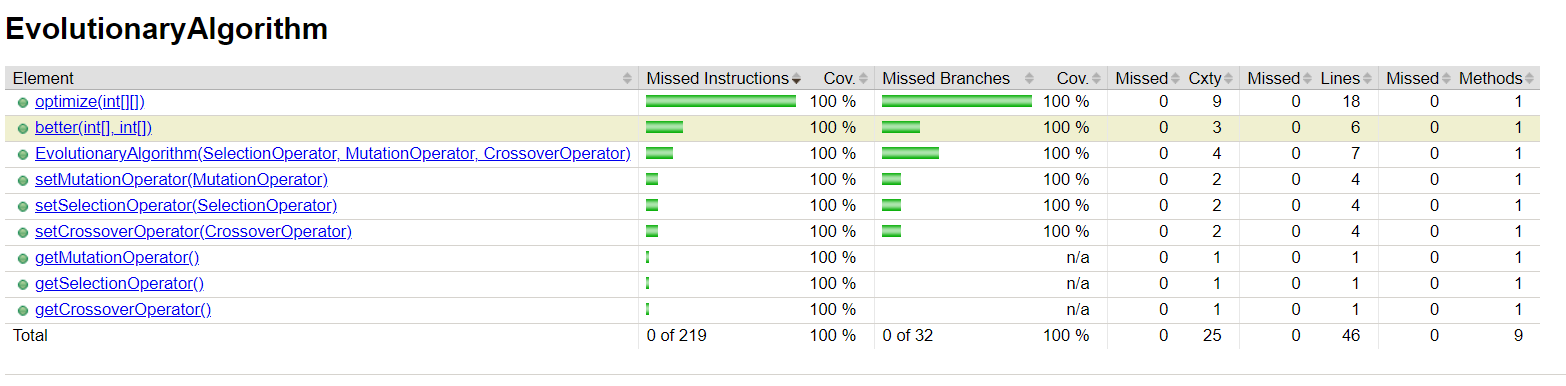 EvolutionaryAlgorithm
Element Missed Instructions Cov. Missed Branches Cov. Missed Cxty Missed Lines Missed Methods
optimize(int[][]) 100 % 100 % 0 9 0 18 0 1
better(int[], int[]) 100 % 100 % 0 3 0 6 0 1
EvolutionaryAlgorithm(SelectionOperator, MutationOperator, CrossoverOperator) 100 % 100 % 0 4 0 7 0 1
setMutationOperator(MutationOperator) 100 % 100 % 0 2 0 4 0 1
setSelectionOperator(SelectionOperator) 100 % 100 % 0 2 0 4 0 1
setCrossoverOperator(CrossoverOperator) 100 % 100 % 0 2 0 4 0 1
getMutationOperator() 100 % n/a 0 1 0 1 0 1
getSelectionOperator() 100 % n/a 0 1 0 1 0 1
getCrossoverOperator() 100 % n/a 0 1 0 1 0 1
Total 0 of 219 100 % 0 of 32 100 % 0 25 0 46 0 9